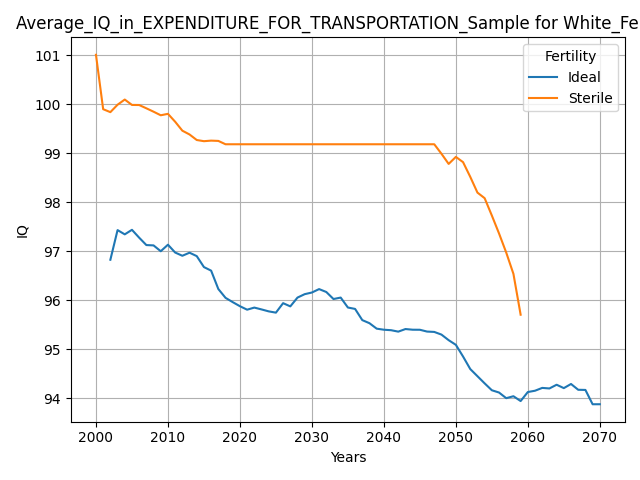 Average_IQ_in_EXPENDITURE_FOR_TRANSPORTATION_Sample for White_Fe
Fertility
Ideal
Sterile
101
100
99
98
97
96
95
94
IQ
2000 2010 2020 2030 2040 2050 2060 2070
Years